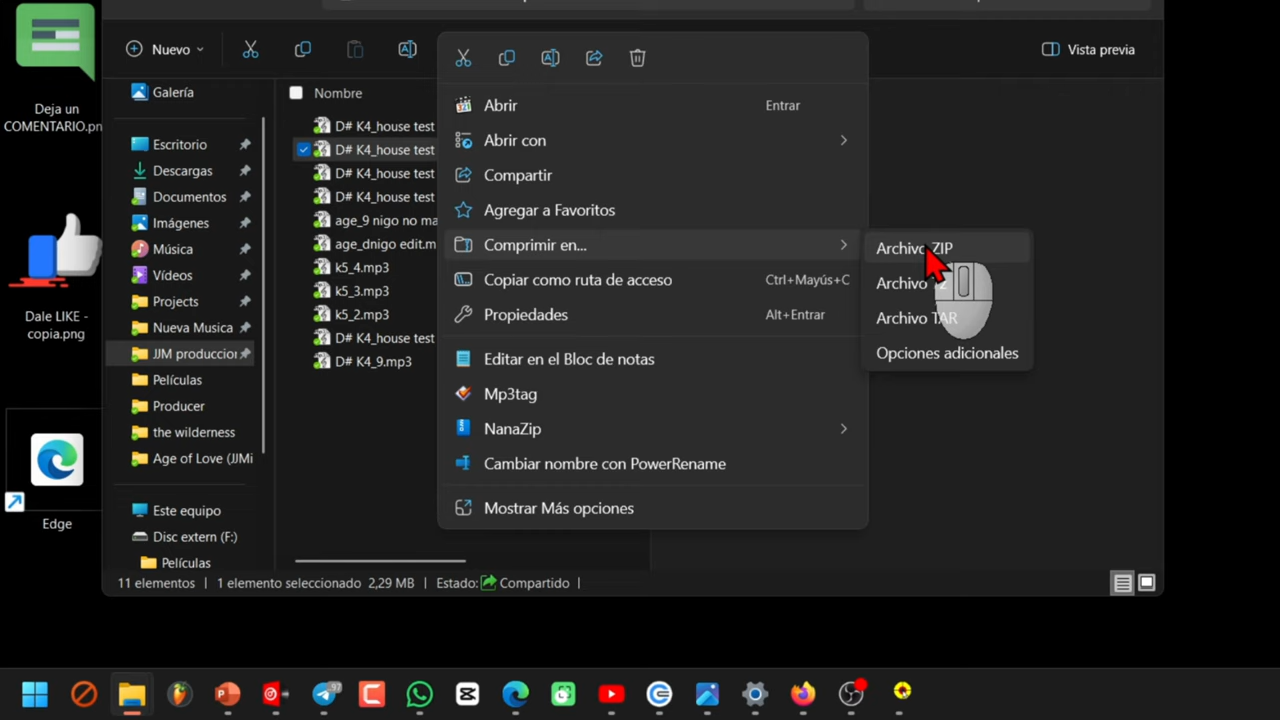 Deja un
COMENTARIO.pn
Dale LIKE -
copia.png
Edge
Nuevo
Vista previa
Galería
Escritorio
Descargas
Documentos
Imágenes
Música
Vídeos
Projects
Nueva Musica
JJM produccior
Películas
Producer
the wilderness
Age of Love (JJMi
Este equipo
Disc extern (F:)
Películas
Nombre
D# K4_house test
D# K4_house test
D# K4_house test
D# K4_house test
age_9 nigo no ma
age_dnigo edit.m
k5_4.mp3
k5_3.mp3
k5_2.mp3
D# K4_house test
D# K4_9.mp3
Abrir Entrar
Abrir con
Compartir
Agregar a Favoritos
Comprimir en...
Copiar como ruta de acceso Ctrl+Mayús+C
Propiedades Alt+Entrar
Editar en el Bloc de notas
Mp3tag
NanaZip
Cambiar nombre con PowerRename
Mostrar Más opciones
Archivo ZIP
Archivo 7z
Archivo TAR
Opciones adicionales
11 elementos | 1 elemento seleccionado 2,29 MB | Estado: Compartido |